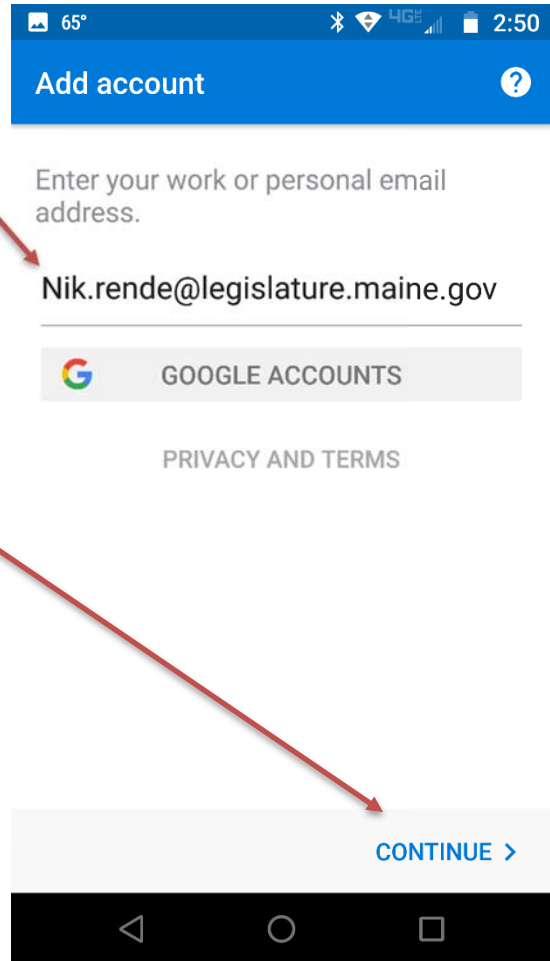 65° 4GE 2:50
Add account ?
Enter your work or personal email
address.
Nik.rende@legislature.maine.gov
G GOOGLE ACCOUNTS
PRIVACY AND TERMS
CONTINUE >